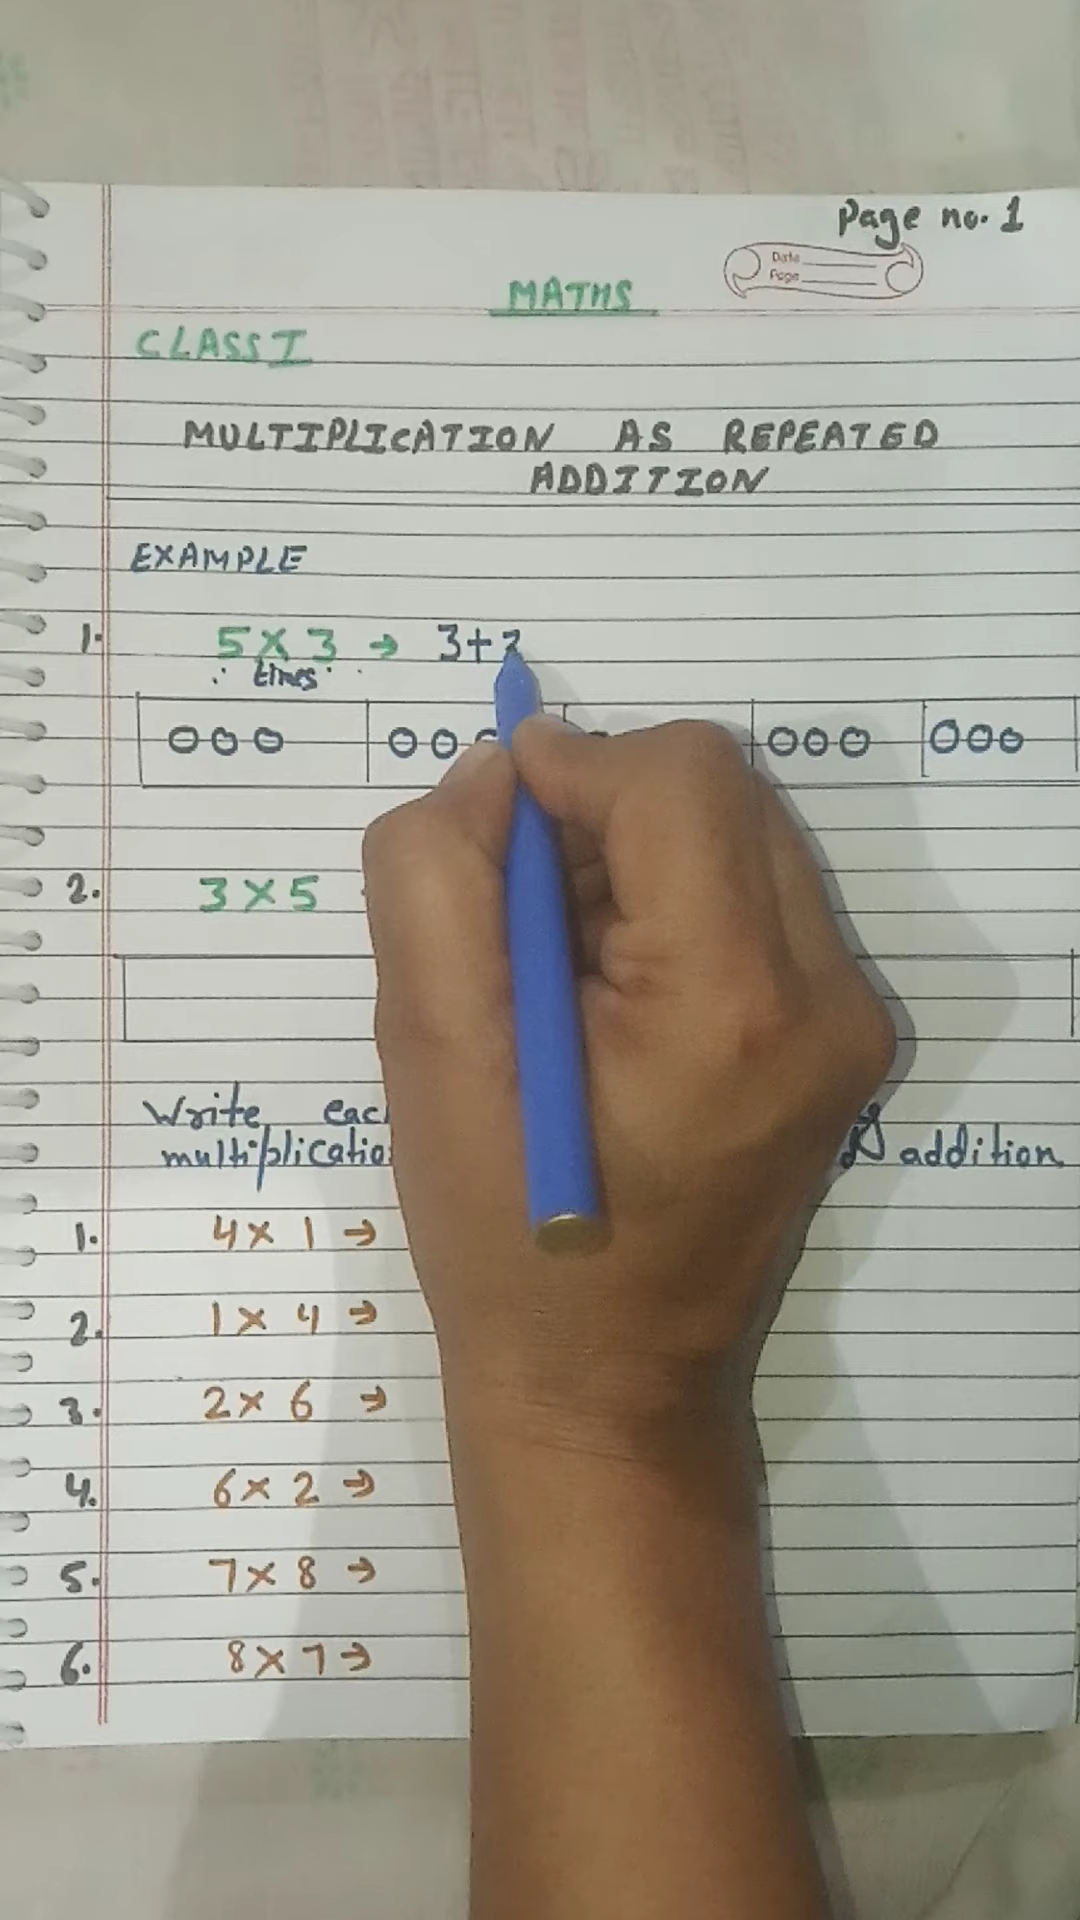 Page no. 1
Date
Page
MATHS
CLASS I
MULTIPLICATION AS REPEATED
ADDITION
EXAMPLE
1. 5 X 3 → 3+3
times
2. 3 X 5
Write
multiplication addition
1. 4 x 1 →
2. 1 x 4 →
3. 2 x 6 →
4. 6 x 2 →
5. 7 x 8 →
6. 8 x 7 →